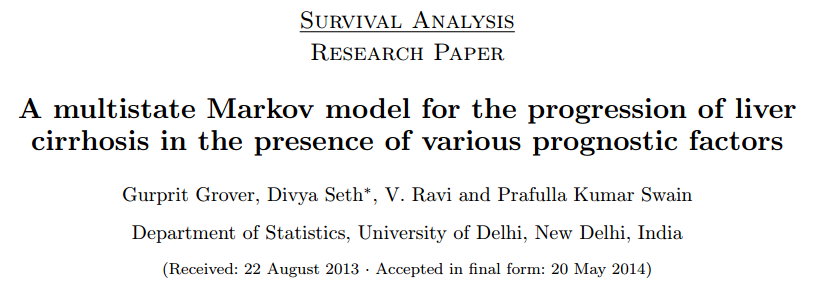 Survival Analysis
Research Paper
A multistate Markov model for the progression of liver
cirrhosis in the presence of various prognostic factors
Gurprit Grover, Divya Seth*, V. Ravi and Prafulla Kumar Swain
Department of Statistics, University of Delhi, New Delhi, India
(Received: 22 August 2013 · Accepted in final form: 20 May 2014)